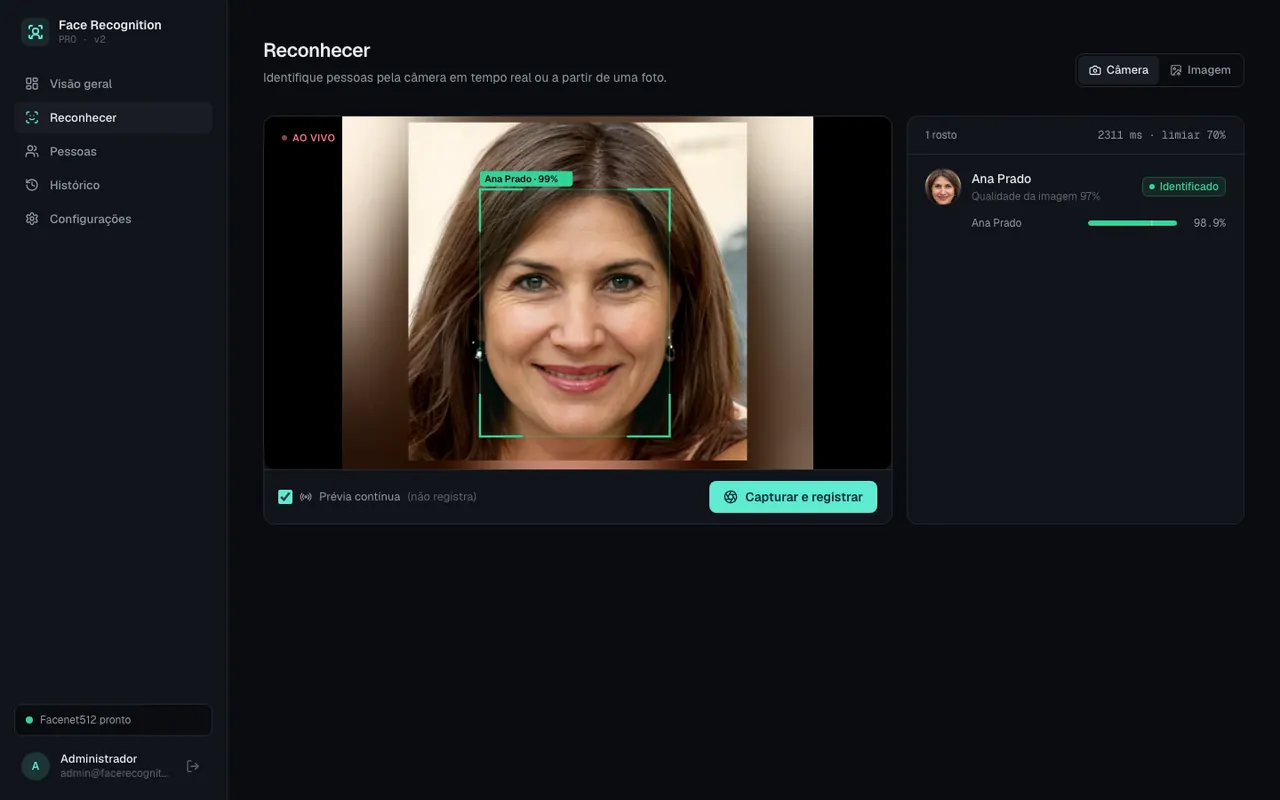 Face Recognition
PRO · v2
Visão geral
Reconhecer
Pessoas
Histórico
Configurações
Facenet512 pronto
A
Administrador
admin@facerecognit...
Reconhecer
Identifique pessoas pela câmera em tempo real ou a partir de uma foto.
Câmera
Imagem
AO VIVO
Ana Prado · 99%
Prévia contínua (não registra)
Capturar e registrar
1 rosto
2311 ms · limiar 70%
Ana Prado
Qualidade da imagem 97%
Identificado
Ana Prado
98.9%